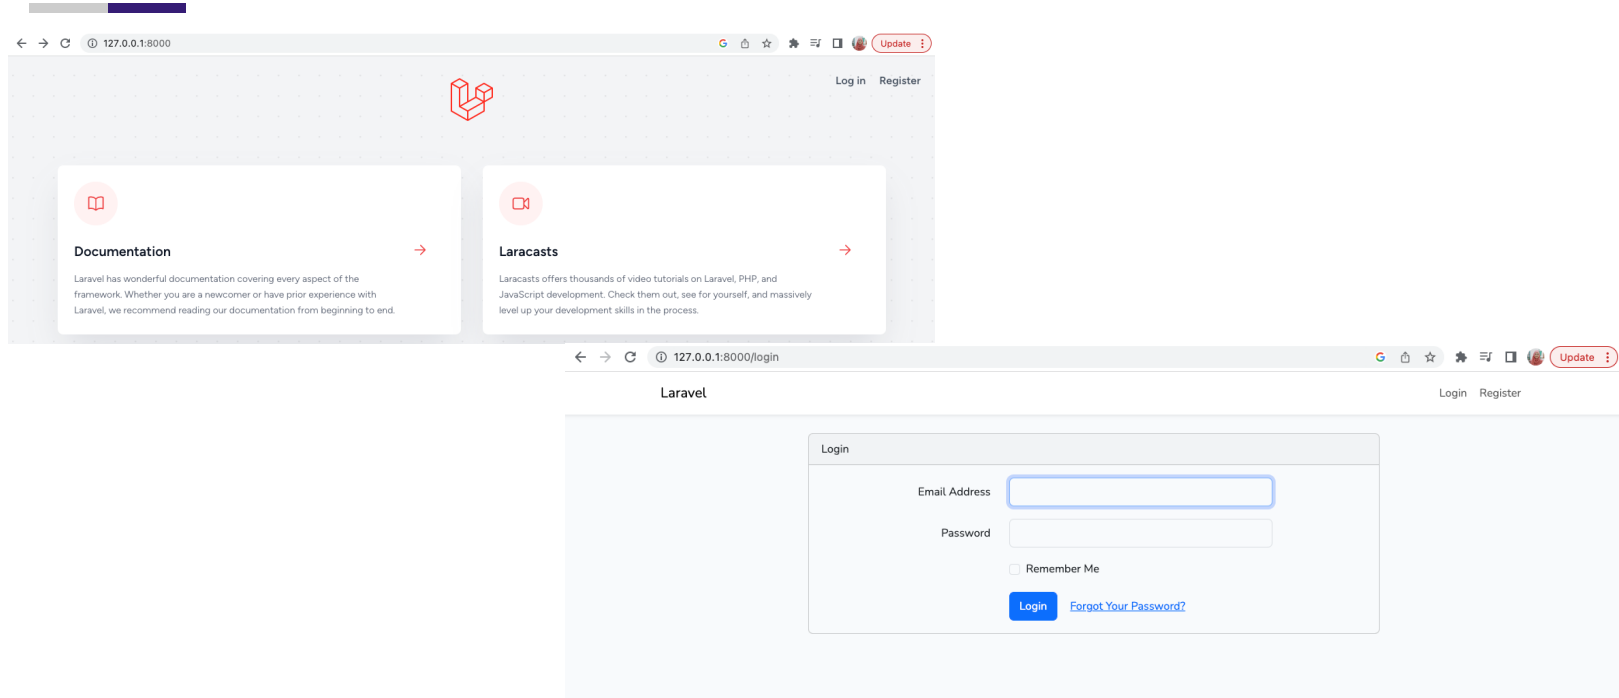 127.0.0.1:8000
Update
Log in Register
Documentation
Laravel has wonderful documentation covering every aspect of the
framework. Whether you are a newcomer or have prior experience with
Laravel, we recommend reading our documentation from beginning to end.
Laracasts
Laracasts offers thousands of video tutorials on Laravel, PHP, and
JavaScript development. Check them out, see for yourself, and massively
level up your development skills in the process.
127.0.0.1:8000/login
Update
Laravel
Login Register
Login
Email Address
Password
Remember Me
Login Forgot Your Password?